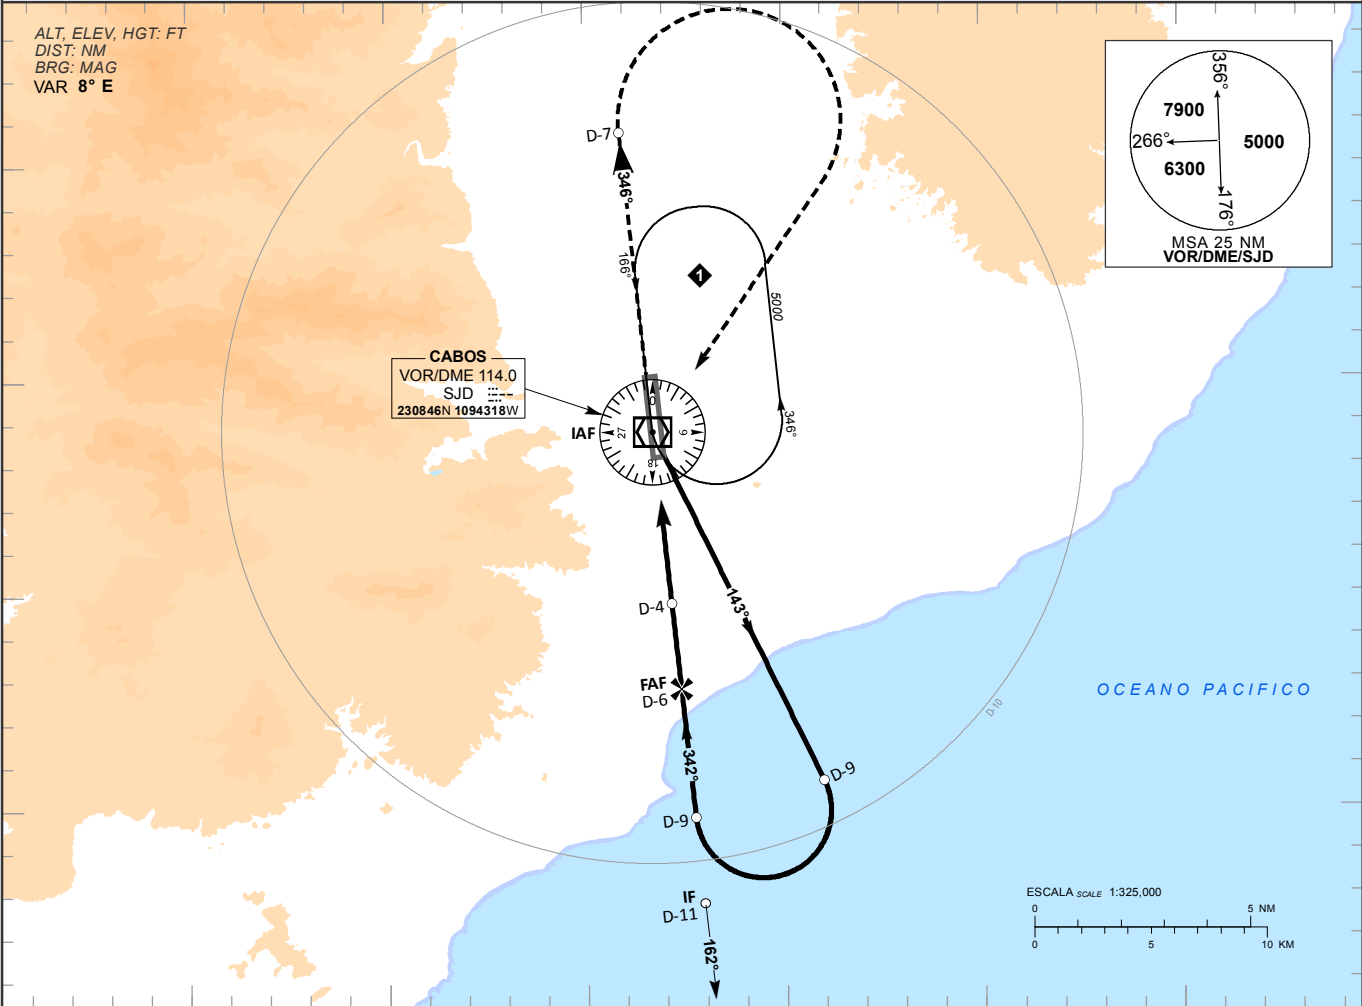 ALT, ELEV, HGT: FT
DIST: NM
BRG: MAG
VAR 8° E
356°
7900
266°
5000
6300
176°
MSA 25 NM
VOR/DME/SJD
D-7
346°
166°
1
5000
346°
CABOS
VOR/DME 114.0
SJD
230846N 1094318W
IAF
0
27
9
18
143°
D-4
FAF
D-6
342°
D-9
D-9
D-10
OCEANO PACIFICO
IF
D-11
162°
ESCALA SCALE 1:325,000
0 5 NM
0 5 10 KM